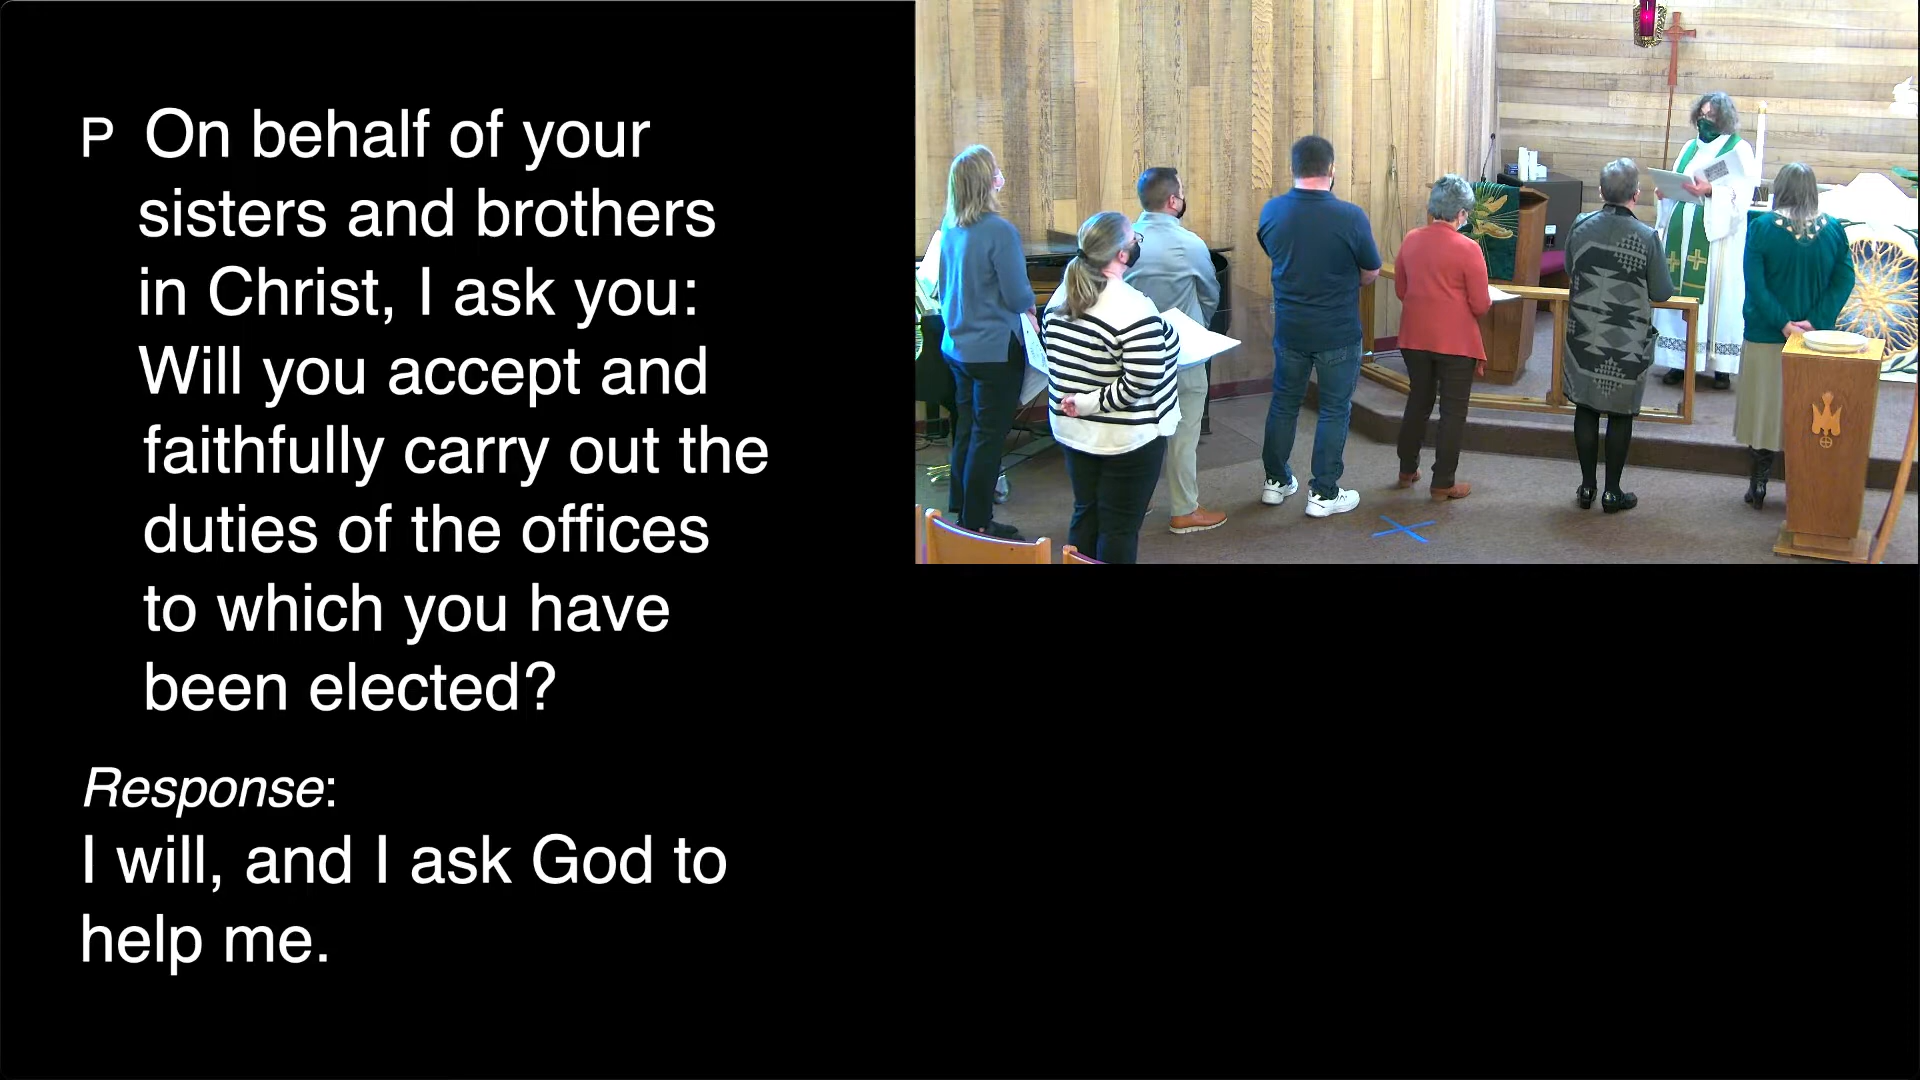 P On behalf of your
sisters and brothers
in Christ, I ask you:
Will you accept and
faithfully carry out the
duties of the offices
to which you have
been elected?
Response:
I will, and I ask God to
help me.